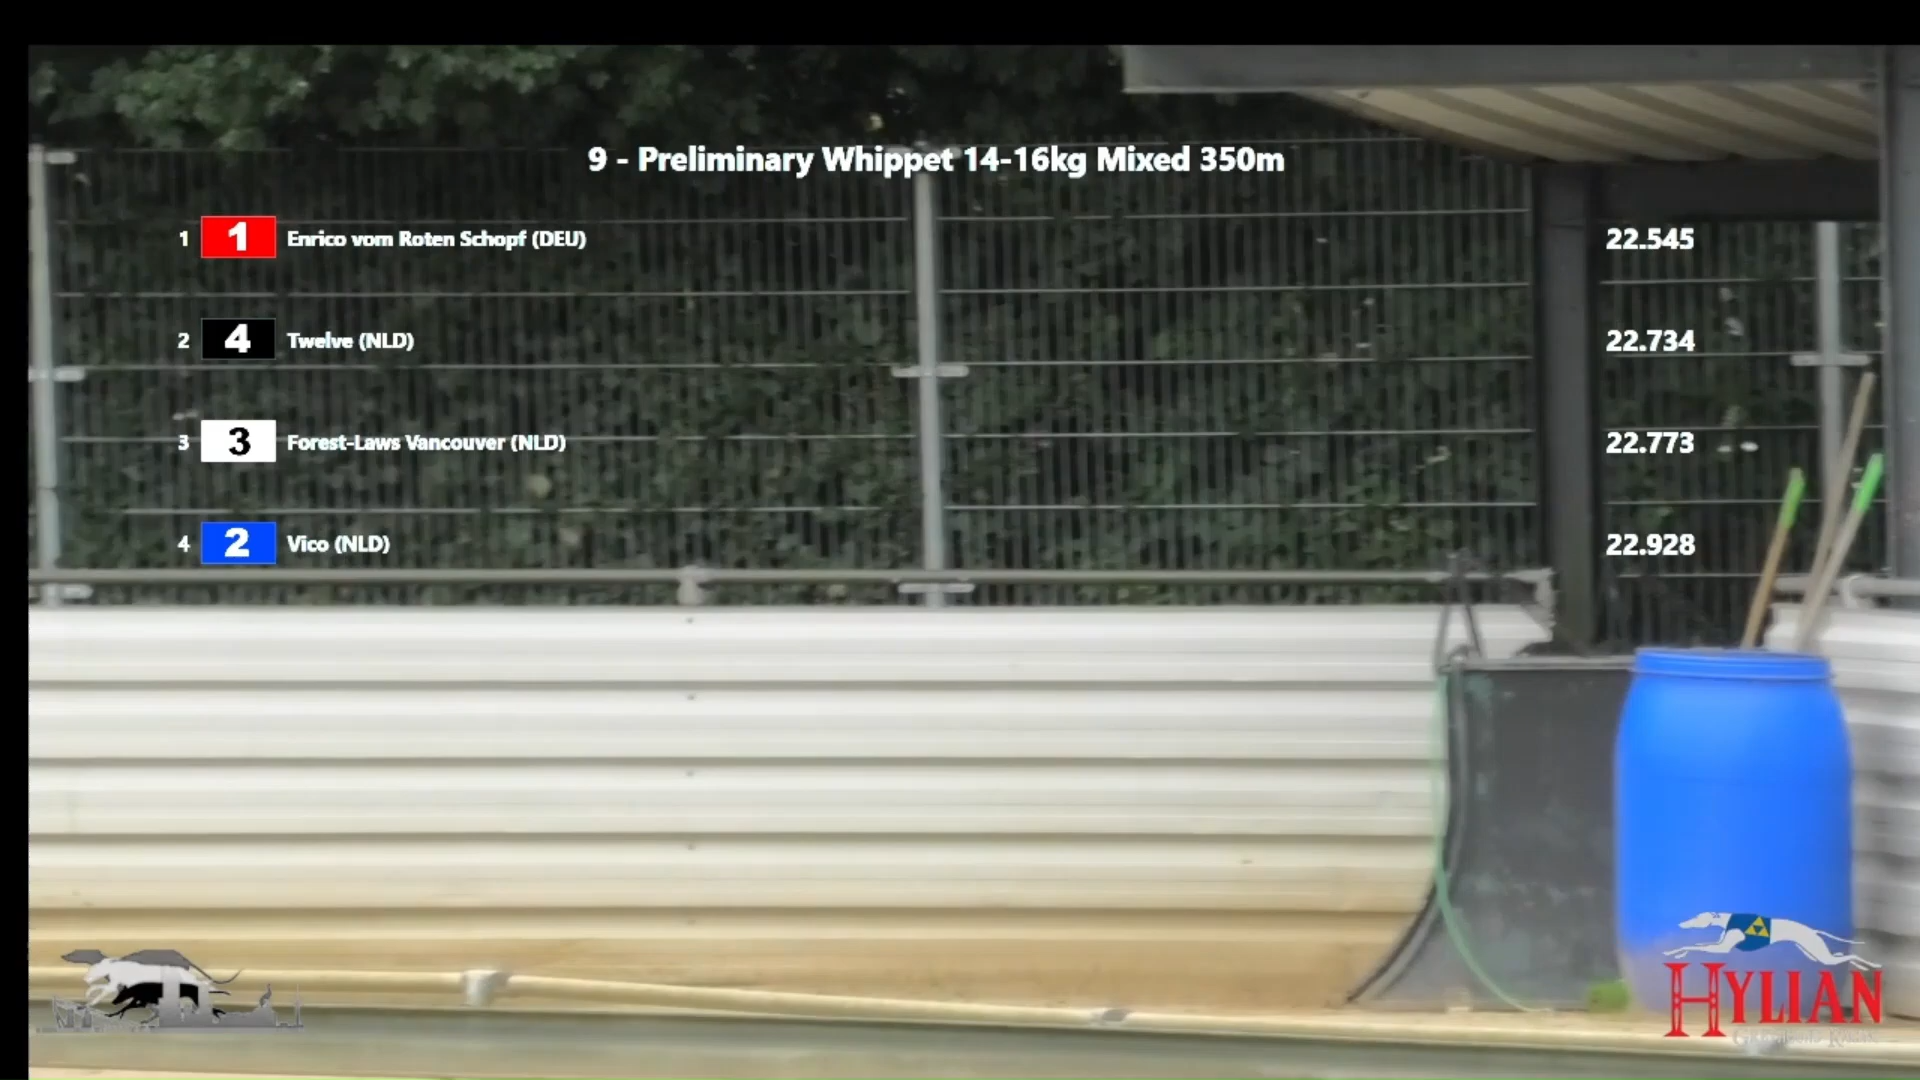 9 - Preliminary Whippet 14-16kg Mixed 350m
1 1 Enrico vom Roten Schopf (DEU) 22.545
2 4 Twelve (NLD) 22.734
3 3 Forest-Laws Vancouver (NLD) 22.773
4 2 Vico (NLD) 22.928
HYLIAN